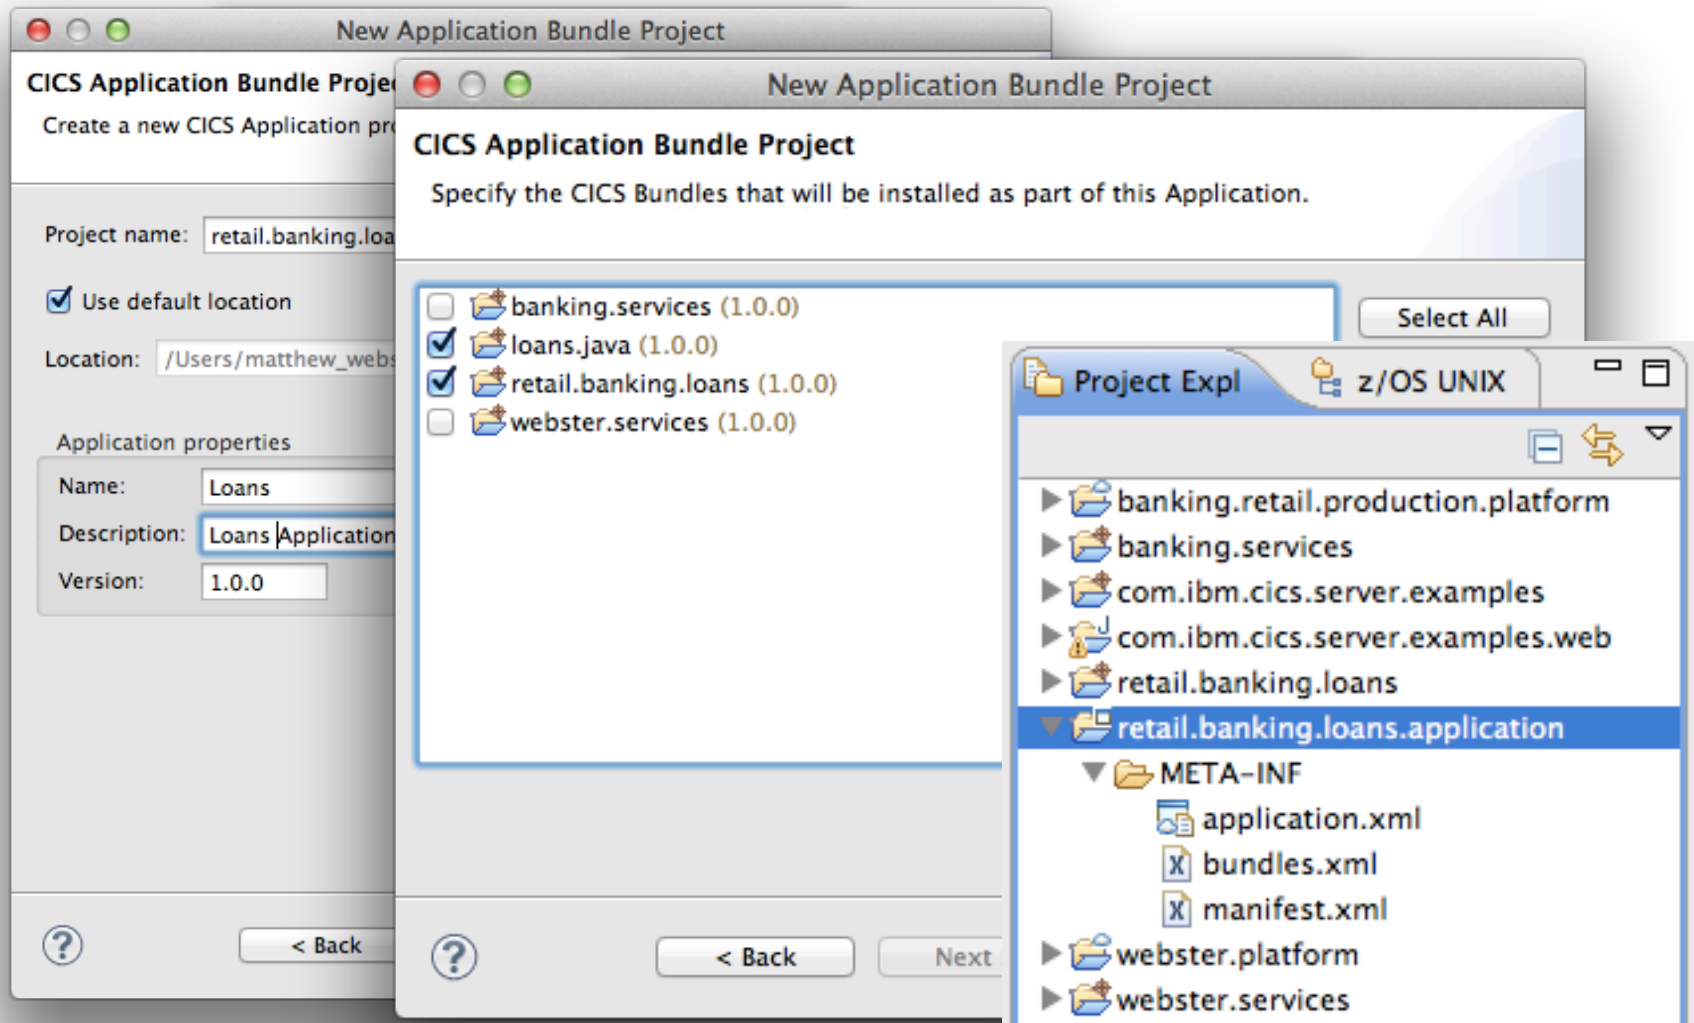 New Application Bundle Project
CICS Application Bundle Proje
Create a new CICS Application pr
Project name: retail.banking.loa
Use default location
Location: /Users/matthew_webs
Application properties
Name: Loans
Description: Loans Application
Version: 1.0.0
< Back
New Application Bundle Project
CICS Application Bundle Project
Specify the CICS Bundles that will be installed as part of this Application.
banking.services (1.0.0)
loans.java (1.0.0)
retail.banking.loans (1.0.0)
webster.services (1.0.0)
Select All
< Back
Next
Project Expl
z/OS UNIX
banking.retail.production.platform
banking.services
com.ibm.cics.server.examples
com.ibm.cics.server.examples.web
retail.banking.loans
retail.banking.loans.application
META-INF
application.xml
bundles.xml
manifest.xml
webster.platform
webster.services